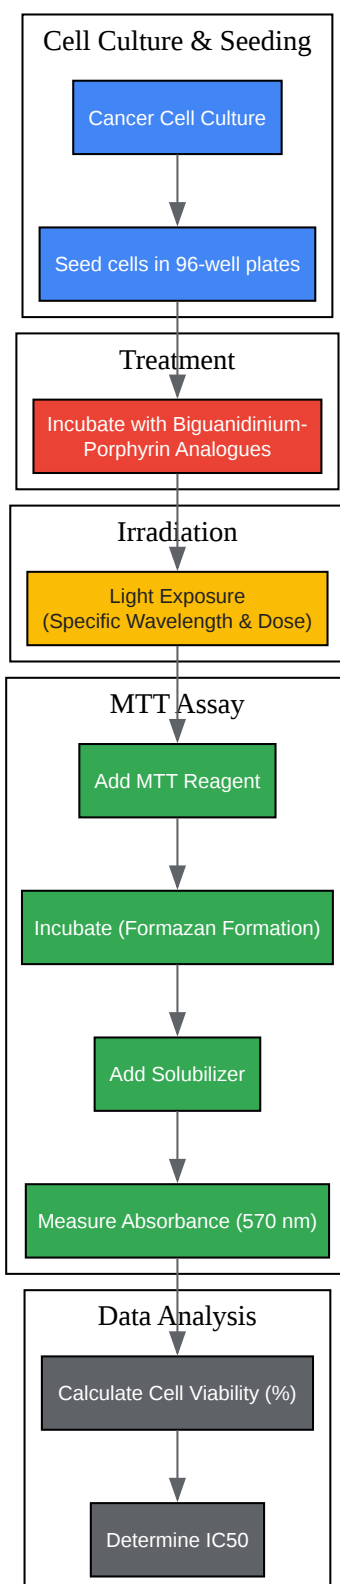 Cell Culture & Seeding
Cancer Cell Culture
Seed cells in 96-well plates
Treatment
Incubate with Biguanidinium-
Porphyrin Analogues
Irradiation
Light Exposure
(Specific Wavelength & Dose)
MTT Assay
Add MTT Reagent
Incubate (Formazan Formation)
Add Solubilizer
Measure Absorbance (570 nm)
Data Analysis
Calculate Cell Viability (%)
Determine IC50